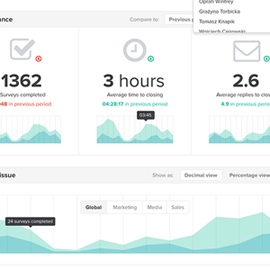 Oprah Winfrey
Grażyna Torbicka
Tomasz Knapik
Wojciech Cejrowski
ance
Compare to:
Previous p
1362
3 hours
2.6
Surveys completed
Average time to closing
Average replies to clo
48 in previous period
04:28:17 in previous period
4.9 in previous period
03:45
issue
Show as:
Decimal view
Percentage view
Global
Marketing
Media
Sales
24 surveys completed